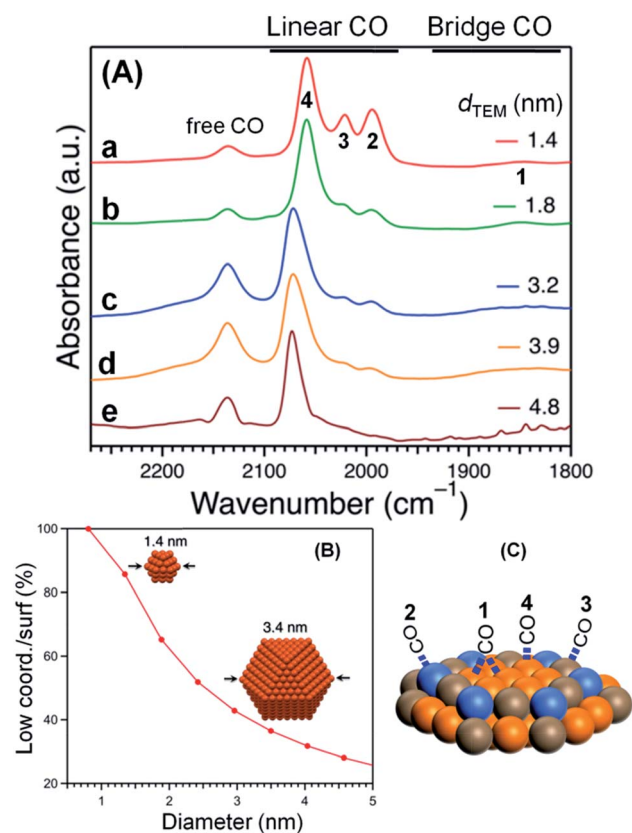 Linear CO Bridge CO
(A)
4
d_TEM (nm)
free CO
3 2
a
1.4
1
b
1.8
c
3.2
d
3.9
e
4.8
Absorbance (a.u.)
2200 2100 2000 1900 1800
Wavenumber (cm⁻¹)
100
1.4 nm
(B)
(C)
80
3.4 nm
60
40
20
Low coord./surf (%)
1 2 3 4 5
Diameter (nm)
2 1 4 3
CO CO CO CO